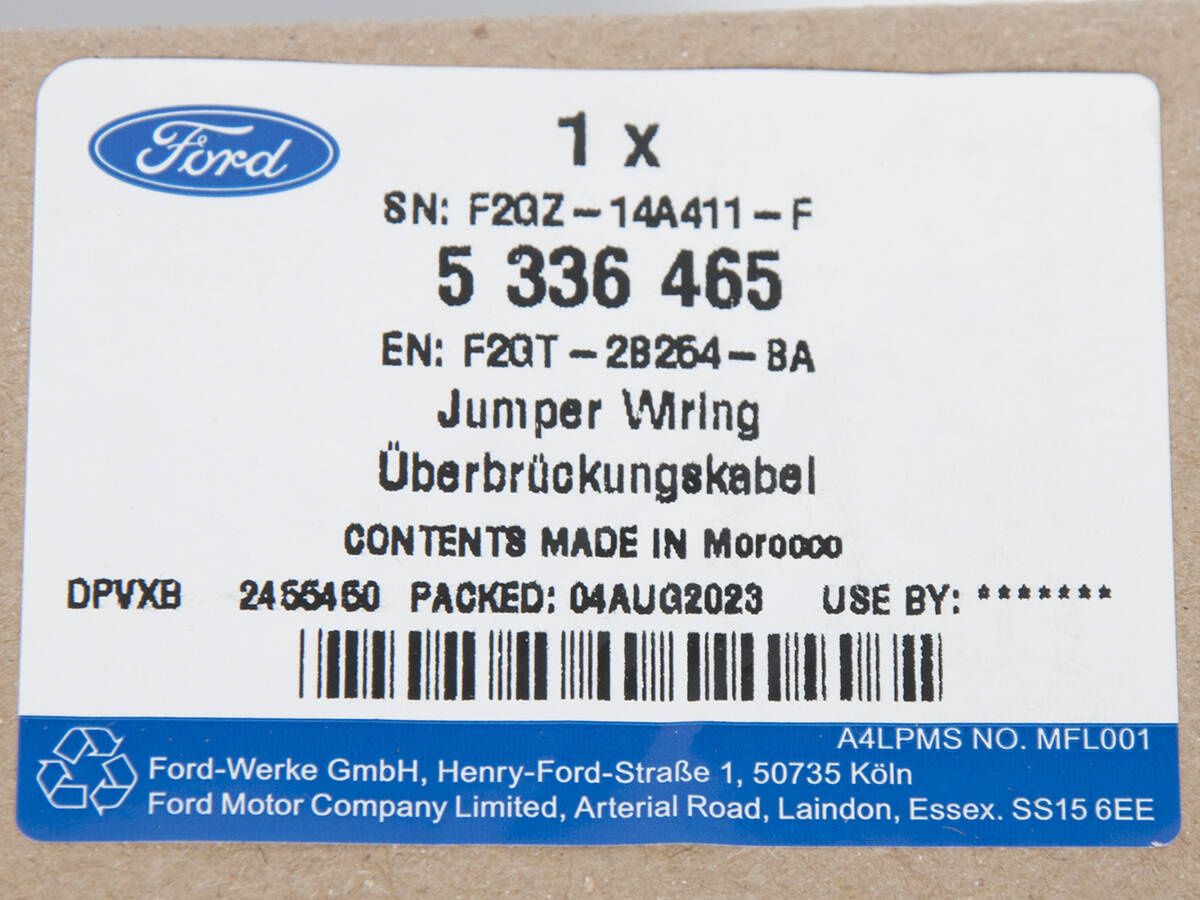 Ford
1 x
SN: F2GZ-14A411-F
5 336 465
EN: F2GT-2B254-BA
Jumper Wiring
Überbrückungskabel
CONTENTS MADE IN Morocco
DPVXB 2455450 PACKED: 04AUG2023 USE BY: *******
A4LPMS NO. MFL001
Ford-Werke GmbH, Henry-Ford-Straße 1, 50735 Köln
Ford Motor Company Limited, Arterial Road, Laindon, Essex. SS15 6EE